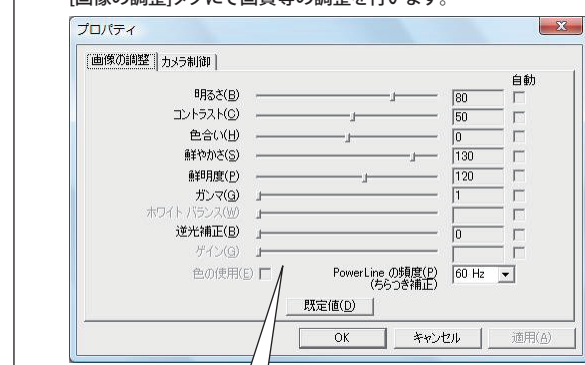 [画像の調整]タブにて画質等の調整を行います。
プロパティ
画像の調整 カメラ制御
自動
明るさ(B) 80
コントラスト(C) 50
色合い(H) 0
鮮やかさ(S) 130
鮮明度(P) 120
ガンマ(G) 1
ホワイト バランス(W)
逆光補正(B) 0
ゲイン(G)
色の使用(E) PowerLine の頻度(P) 60 Hz
(ちらつき補正)
既定値(D)
OK キャンセル 適用(A)